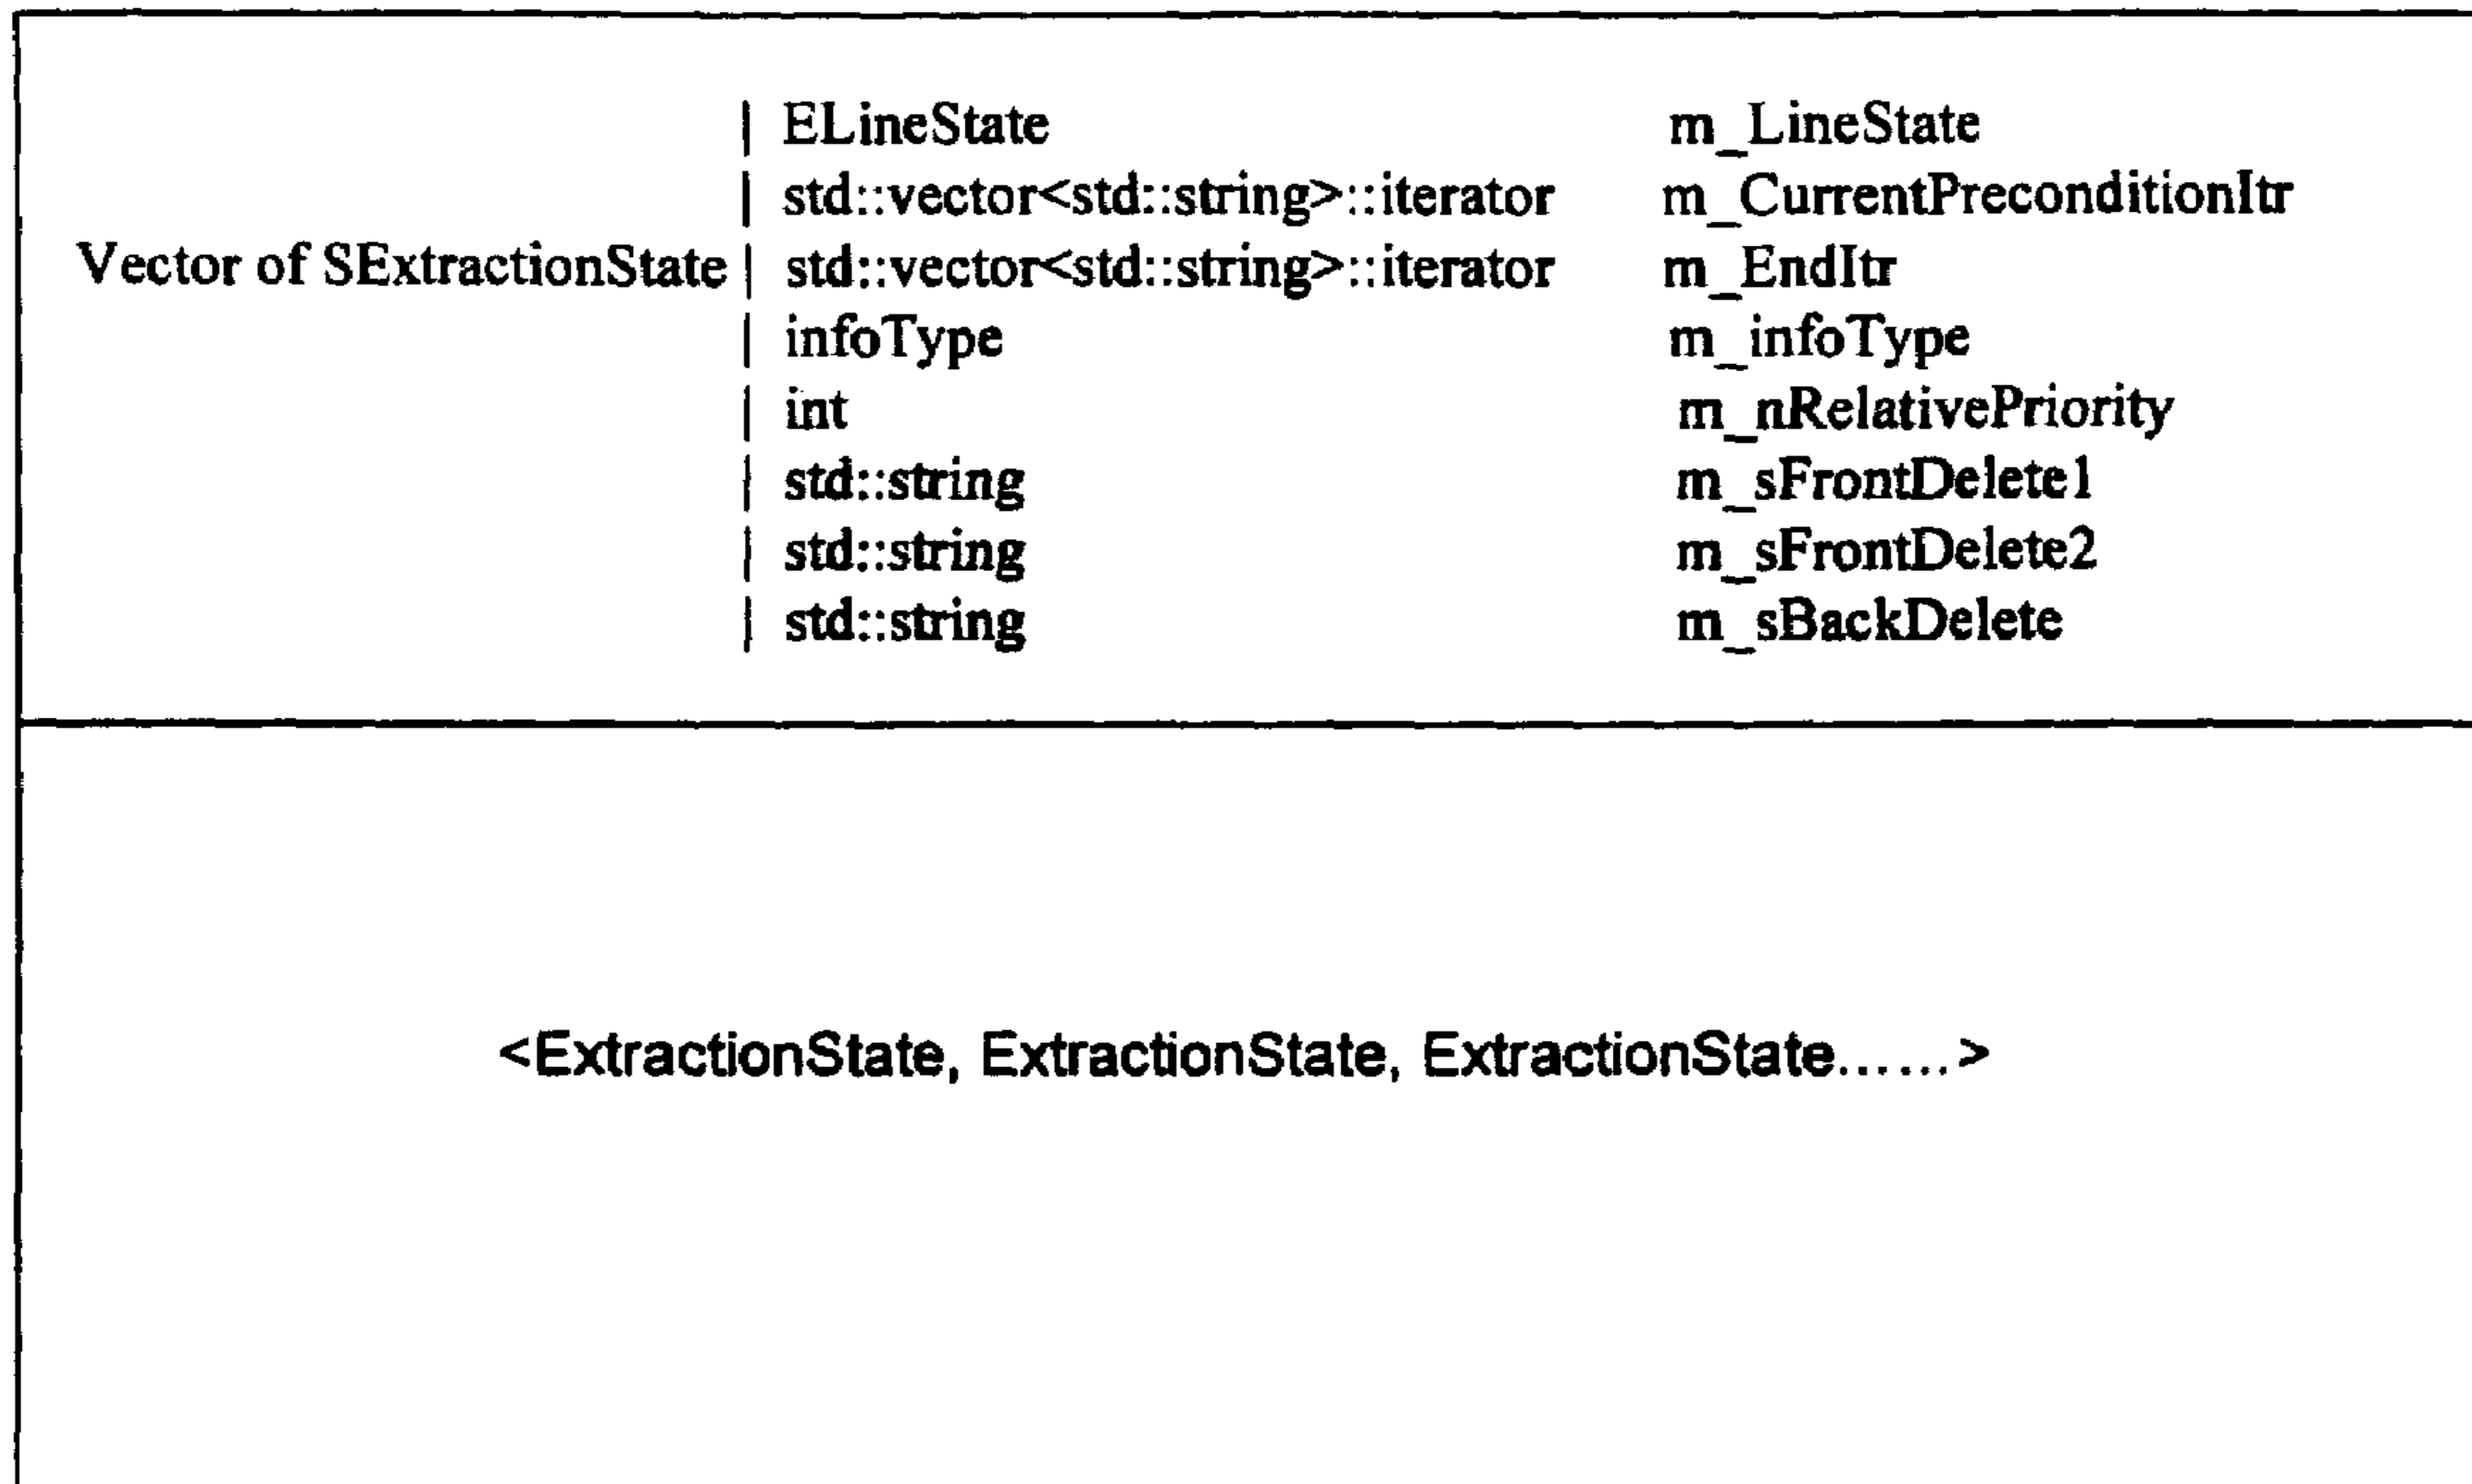 | ELineState m_LineState
| std::vector<std::string>::iterator m_CurrentPreconditionItr
Vector of SExtractionState | std::vector<std::string>::iterator m_EndItr
| infoType m_infoType
| int m_nRelativePriority
| std::string m_sFrontDelete1
| std::string m_sFrontDelete2
| std::string m_sBackDelete
<ExtractionState, ExtractionState, ExtractionState......>